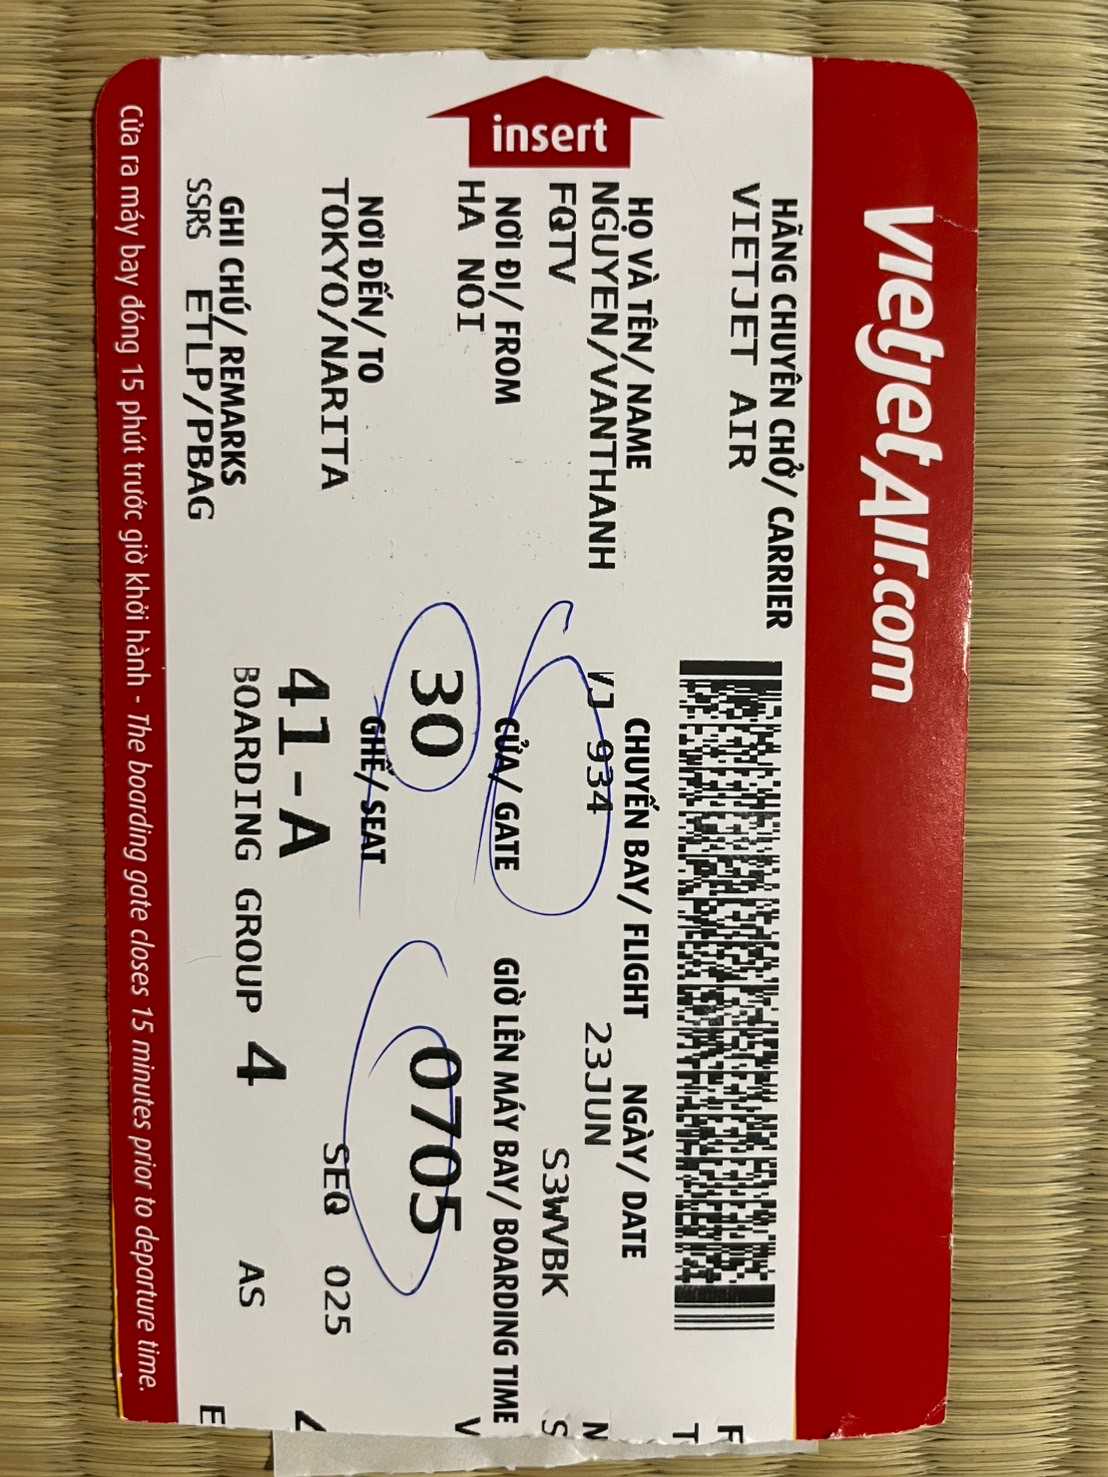 vietjetAir.com
insert
HÃNG CHUYÊN CHỞ/ CARRIER
VIETJET AIR
HỌ VÀ TÊN/ NAME
NGUYEN/VANTHANH
FQTV
CHUYẾN BAY/ FLIGHT
VJ 934
NGÀY/ DATE
23JUN
S3WVBK
NƠI ĐI/ FROM
HA NOI
CỬA/ GATE
30
GIỜ LÊN MÁY BAY/ BOARDING TIME
0705
NƠI ĐẾN/ TO
TOKYO/NARITA
GHẾ/ SEAT
41-A
SEQ 025
GHI CHÚ/ REMARKS
SSRS ETLP/PBAG
BOARDING GROUP 4 AS
Cửa ra máy bay đóng 15 phút trước giờ khởi hành - The boarding gate closes 15 minutes prior to departure time.